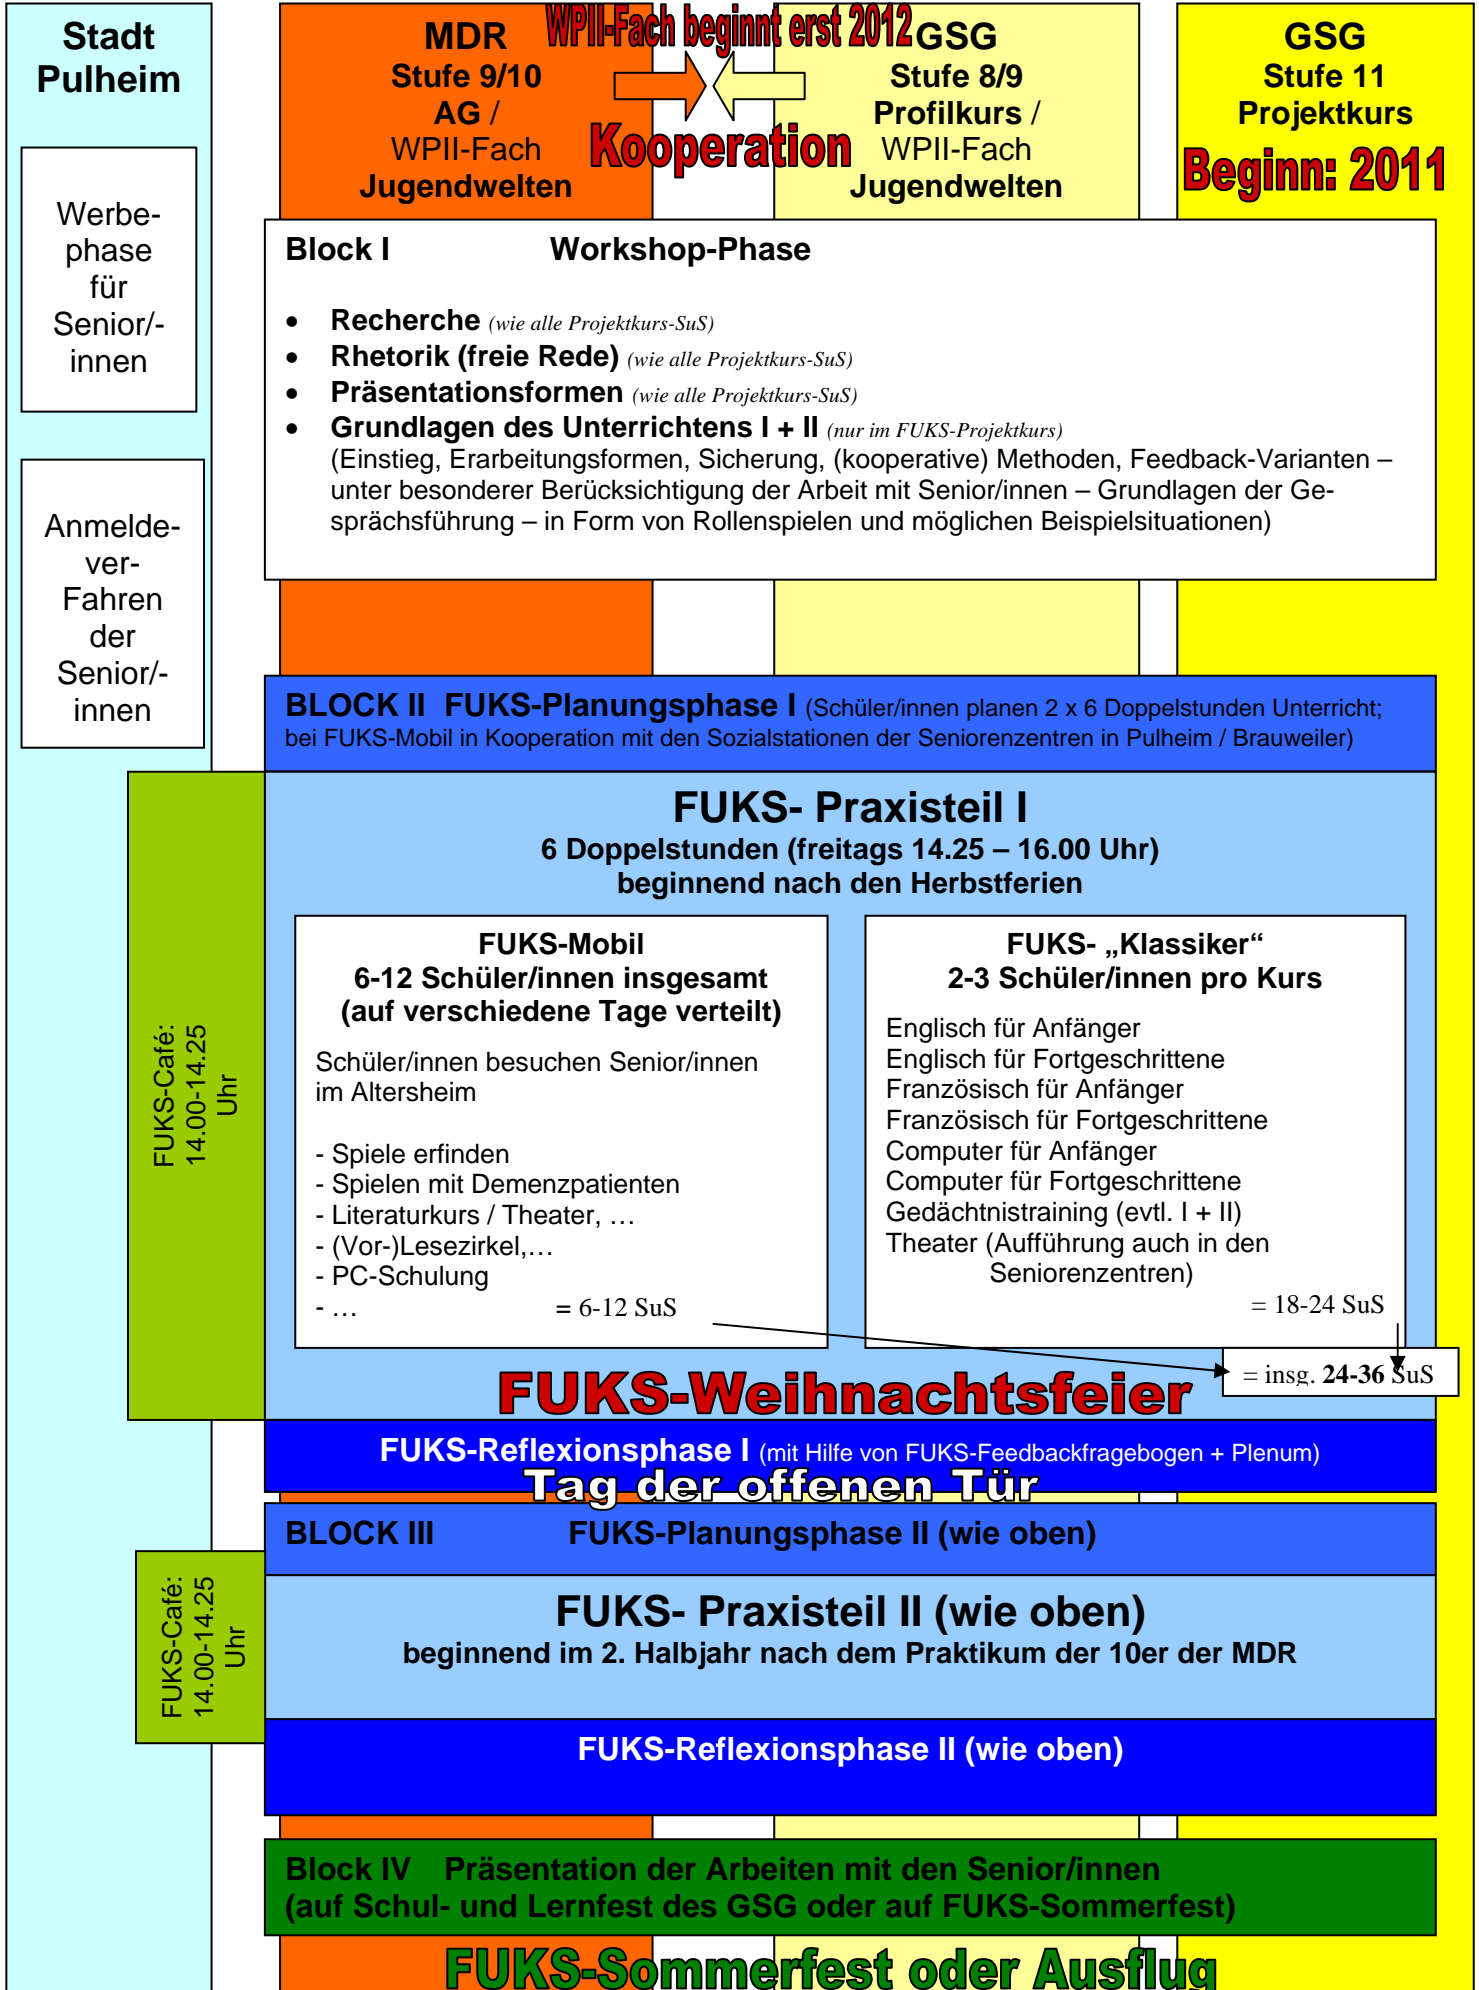 Stadt
Pulheim
Werbe-
phase
für
Senior/-
innen
Anmelde-
ver-
Fahren
der
Senior/-
innen
MDR
Stufe 9/10
AG /
WPII-Fach
Jugendwelten
WPII-Fach beginnt erst 2012
Kooperation
GSG
Stufe 8/9
Profilkurs /
WPII-Fach
Jugendwelten
GSG
Stufe 11
Projektkurs
Beginn: 2011
Block I Workshop-Phase
• Recherche (wie alle Projektkurs-SuS)
• Rhetorik (freie Rede) (wie alle Projektkurs-SuS)
• Präsentationsformen (wie alle Projektkurs-SuS)
• Grundlagen des Unterrichtens I + II (nur im FUKS-Projektkurs)
(Einstieg, Erarbeitungsformen, Sicherung, (kooperative) Methoden, Feedback-Varianten –
unter besonderer Berücksichtigung der Arbeit mit Senior/innen – Grundlagen der Ge-
sprächsführung – in Form von Rollenspielen und möglichen Beispielsituationen)
BLOCK II FUKS-Planungsphase I (Schüler/innen planen 2 x 6 Doppelstunden Unterricht;
bei FUKS-Mobil in Kooperation mit den Sozialstationen der Seniorenzentren in Pulheim / Brauweiler)
FUKS-Café:
14.00-14.25
Uhr
FUKS- Praxisteil I
6 Doppelstunden (freitags 14.25 – 16.00 Uhr)
beginnend nach den Herbstferien
FUKS-Mobil
6-12 Schüler/innen insgesamt
(auf verschiedene Tage verteilt)
Schüler/innen besuchen Senior/innen
im Altersheim
- Spiele erfinden
- Spielen mit Demenzpatienten
- Literaturkurs / Theater, …
- (Vor-)Lesezirkel,…
- PC-Schulung
- … = 6-12 SuS
FUKS- „Klassiker“
2-3 Schüler/innen pro Kurs
Englisch für Anfänger
Englisch für Fortgeschrittene
Französisch für Anfänger
Französisch für Fortgeschrittene
Computer für Anfänger
Computer für Fortgeschrittene
Gedächtnistraining (evtl. I + II)
Theater (Aufführung auch in den
Seniorenzentren)
= 18-24 SuS
= insg. 24-36 SuS
FUKS-Weihnachtsfeier
FUKS-Reflexionsphase I (mit Hilfe von FUKS-Feedbackfragebogen + Plenum)
Tag der offenen Tür
BLOCK III FUKS-Planungsphase II (wie oben)
FUKS-Café:
14.00-14.25
Uhr
FUKS- Praxisteil II (wie oben)
beginnend im 2. Halbjahr nach dem Praktikum der 10er der MDR
FUKS-Reflexionsphase II (wie oben)
Block IV Präsentation der Arbeiten mit den Senior/innen
(auf Schul- und Lernfest des GSG oder auf FUKS-Sommerfest)
FUKS-Sommerfest oder Ausflug